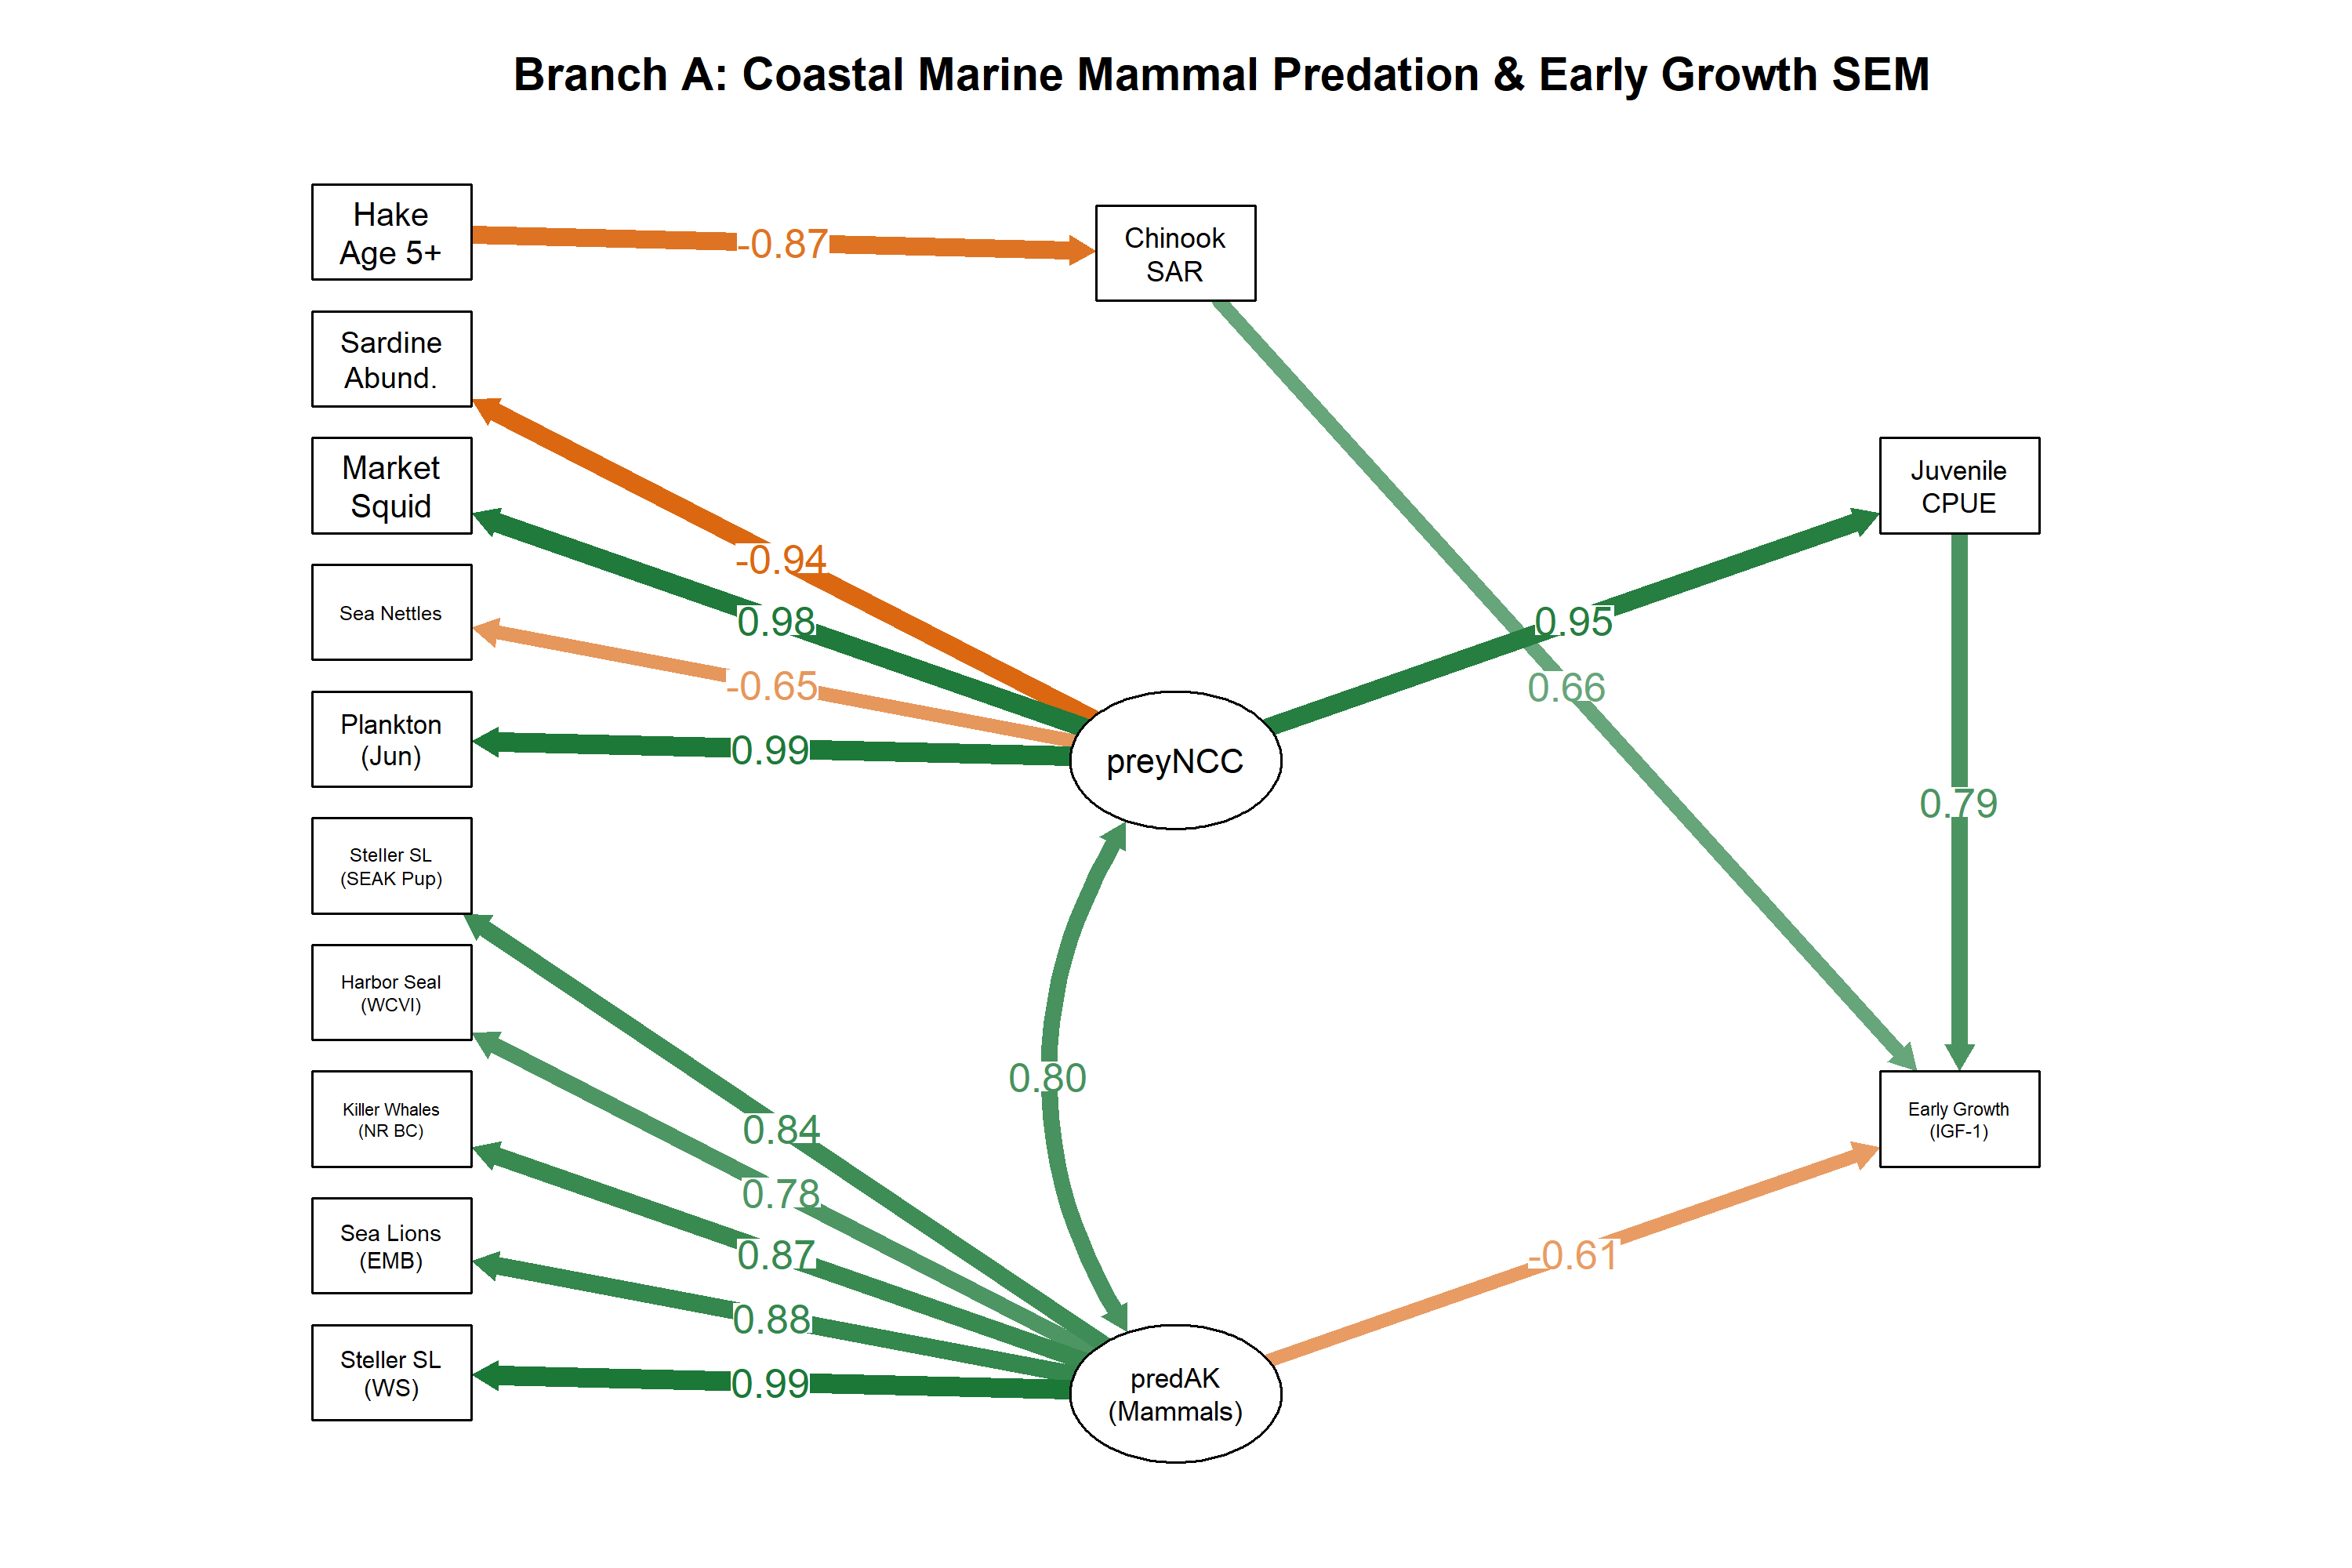 Branch A: Coastal Marine Mammal Predation & Early Growth SEM
Hake
Age 5+
-0.87
Chinook
SAR
Sardine
Abund.
Market
Squid
Juvenile
CPUE
-0.94
0.98
0.95
Sea Nettles
-0.65
0.66
Plankton
(Jun)
0.99
preyNCC
0.79
Steller SL
(SEAK Pup)
Harbor Seal
(WCVI)
0.80
Killer Whales
(NR BC)
0.84
Early Growth
(IGF-1)
0.78
Sea Lions
(EMB)
0.87
-0.61
0.88
Steller SL
(WS)
0.99
predAK
(Mammals)